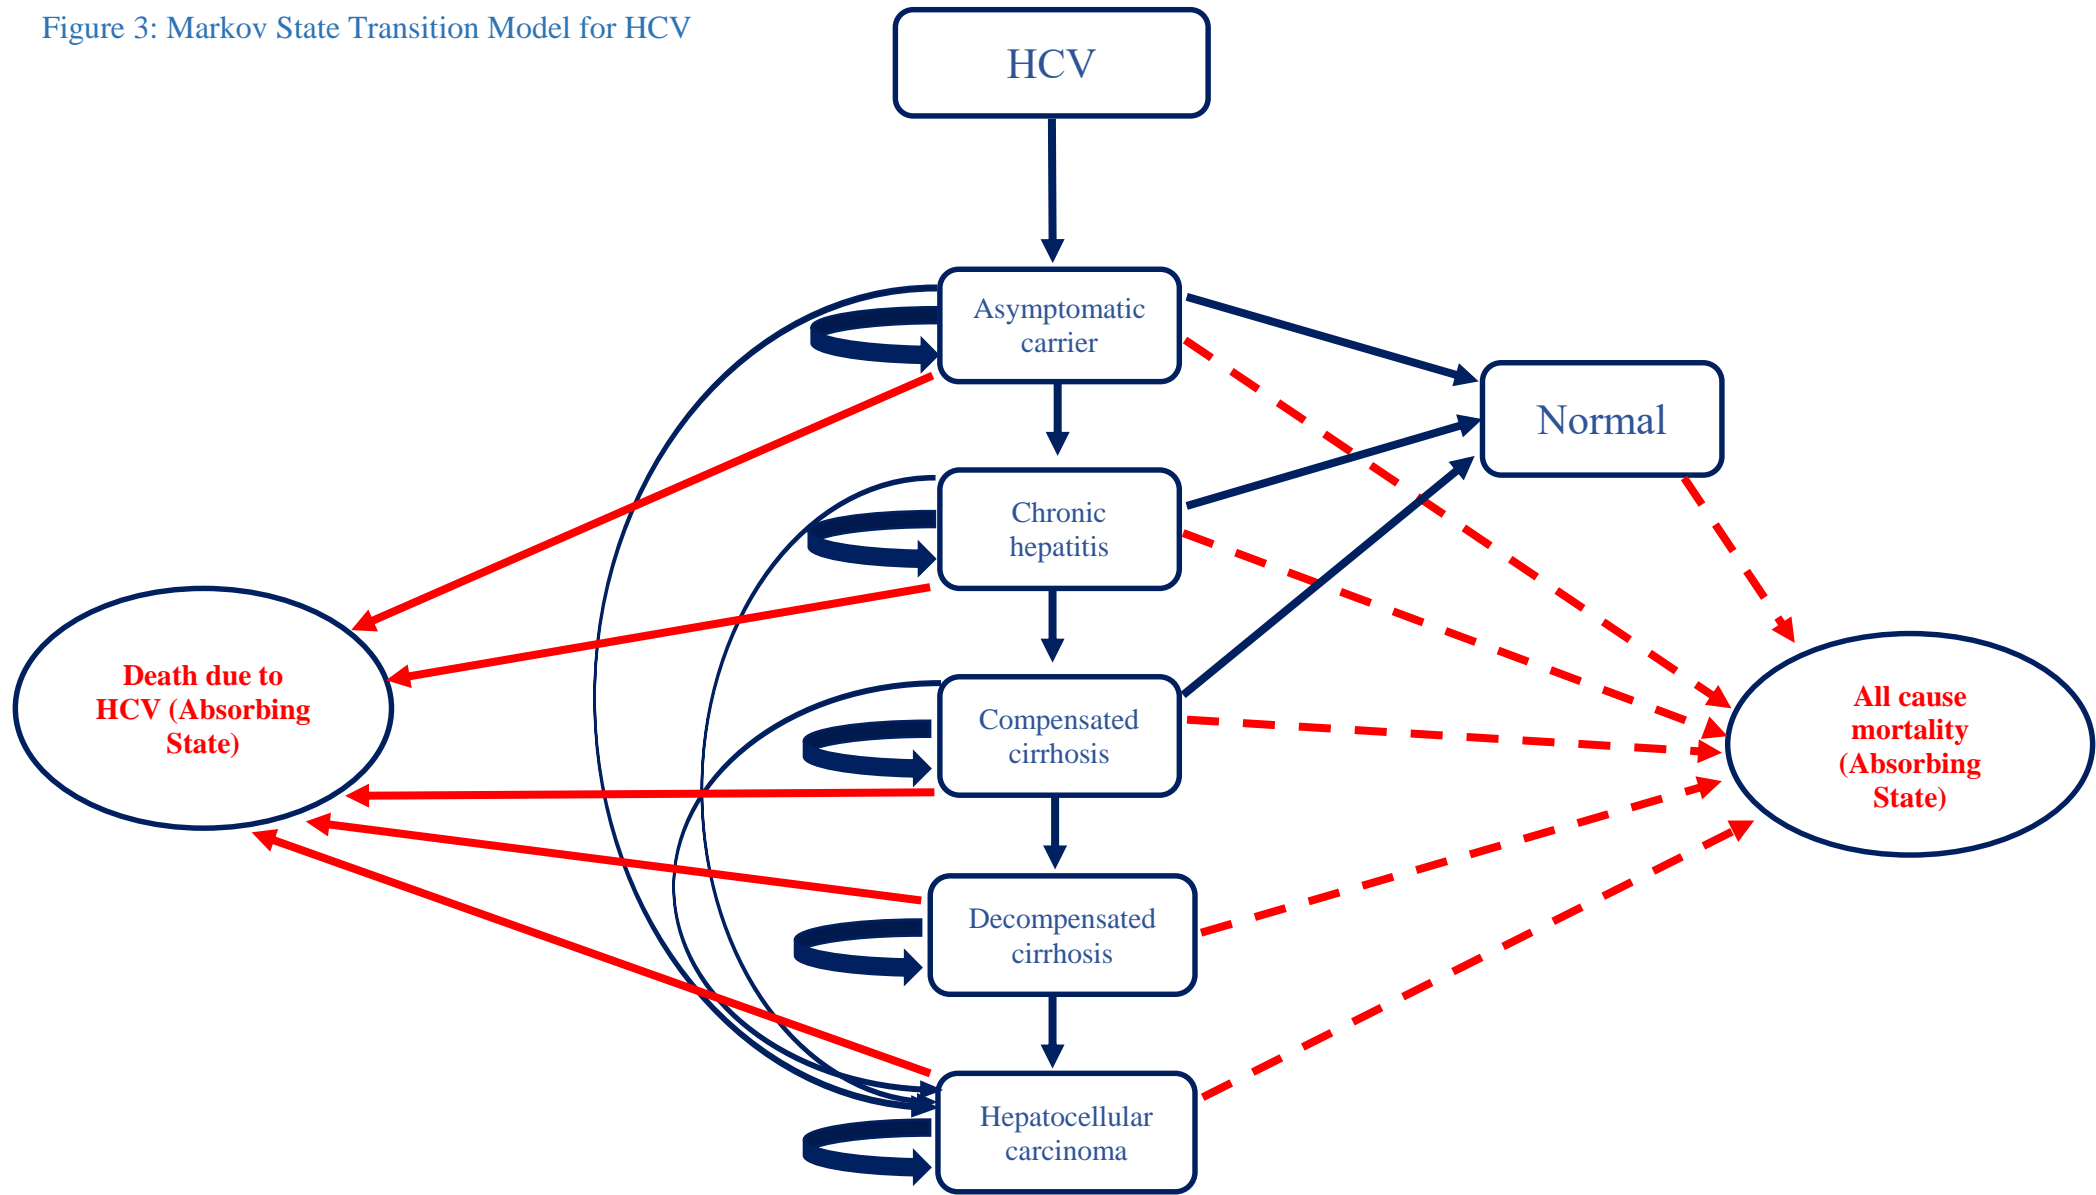 Figure 3: Markov State Transition Model for HCV
HCV
Asymptomatic
carrier
Normal
Chronic
hepatitis
Death due to
HCV (Absorbing
State)
Compensated
cirrhosis
All cause
mortality
(Absorbing
State)
Decompensated
cirrhosis
Hepatocellular
carcinoma